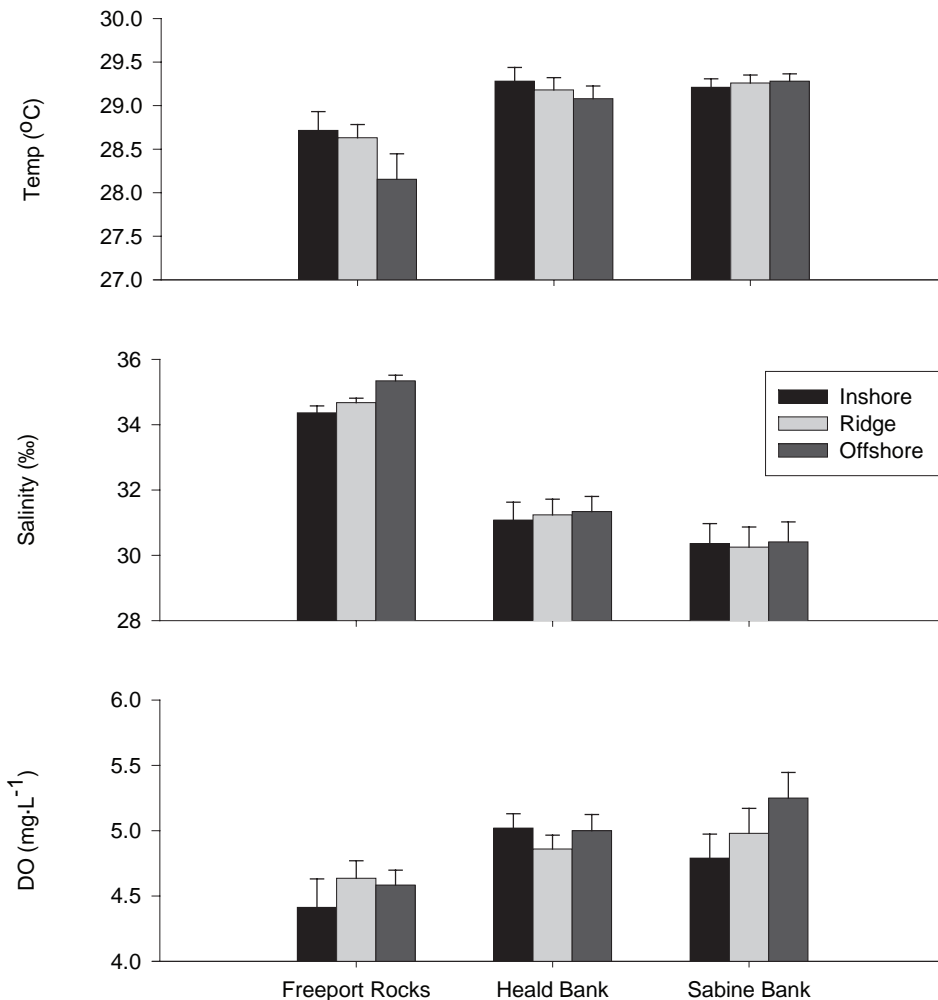 30.0
29.5
29.0
28.5
28.0
27.5
27.0
Temp (ºC)
36
34
32
30
28
Salinity (‰)
Inshore
Ridge
Offshore
6.0
5.5
5.0
4.5
4.0
DO (mg·L⁻¹)
Freeport Rocks Heald Bank Sabine Bank